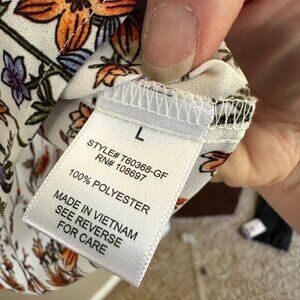 L
STYLE# T60368-GF
RN# 108697
100% POLYESTER
MADE IN VIETNAM
SEE REVERSE
FOR CARE